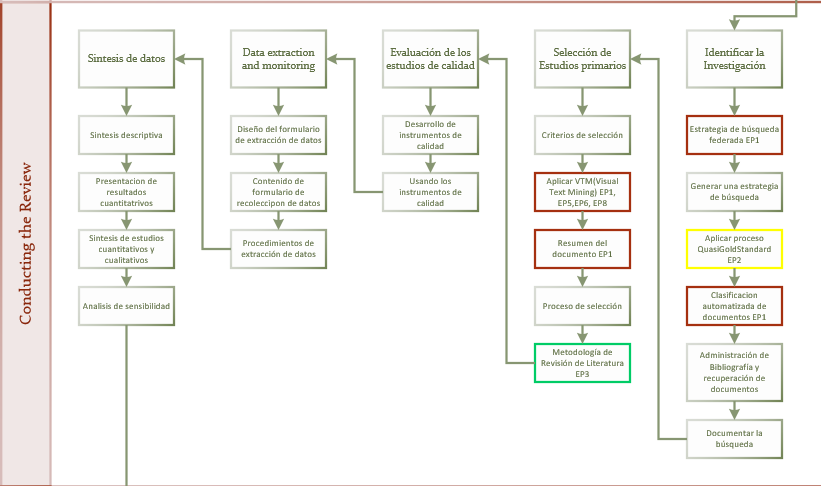 Conducting the Review
Sintesis de datos
Sintesis descriptiva
Presentacion de
resultados
cuantitatrivos
Sintesis de estudios
cuantitativos y
cualitativos
Analisis de sensibilidad
Data extraction
and monitoring
Diseño del formulario
de extracción de datos
Contenido de
formulario de
recoleccipon de datos
Procedimientos de
extracción de datos
Evaluación de los
estudios de calidad
Desarrollo de
instrumentos de
calidad
Usando los
instrumentos de
calidad
Selección de
Estudios primarios
Criterios de selección
Aplicar VTM(Visual
Text Mining) EP1,
EP5,EP6, EP8
Resumen del
documento EP1
Proceso de selección
Metodología de
Revisión de Literatura
EP3
Identificar la
Investigación
Estrategia de búsqueda
federada EP1
Generar una estrategia
de búsqueda
Aplicar proceso
QuasiGoldStandard
EP2
Clasificacion
automatizada de
documentos EP1
Administración de
Bibliografía y
recuperación de
documentos
Documentar la
búsqueda